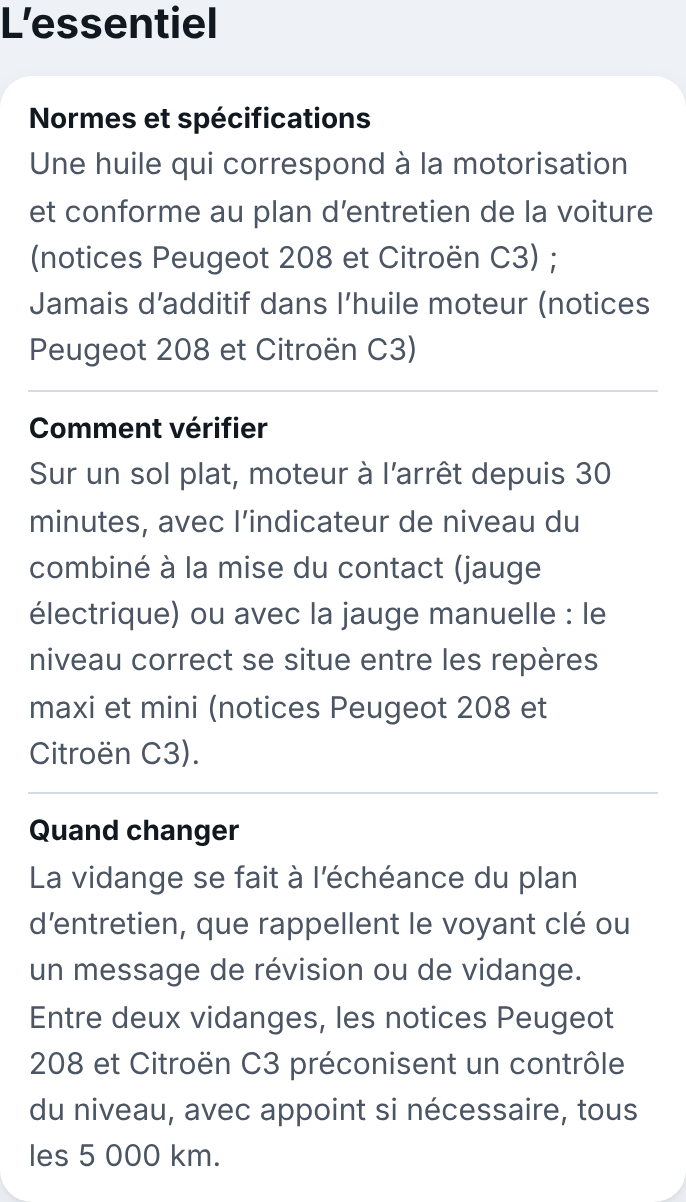 L’essentiel
Normes et spécifications
Une huile qui correspond à la motorisation
et conforme au plan d’entretien de la voiture
(notices Peugeot 208 et Citroën C3) ;
Jamais d’additif dans l’huile moteur (notices
Peugeot 208 et Citroën C3)
Comment vérifier
Sur un sol plat, moteur à l’arrêt depuis 30
minutes, avec l’indicateur de niveau du
combiné à la mise du contact (jauge
électrique) ou avec la jauge manuelle : le
niveau correct se situe entre les repères
maxi et mini (notices Peugeot 208 et
Citroën C3).
Quand changer
La vidange se fait à l’échéance du plan
d’entretien, que rappellent le voyant clé ou
un message de révision ou de vidange.
Entre deux vidanges, les notices Peugeot
208 et Citroën C3 préconisent un contrôle
du niveau, avec appoint si nécessaire, tous
les 5 000 km.